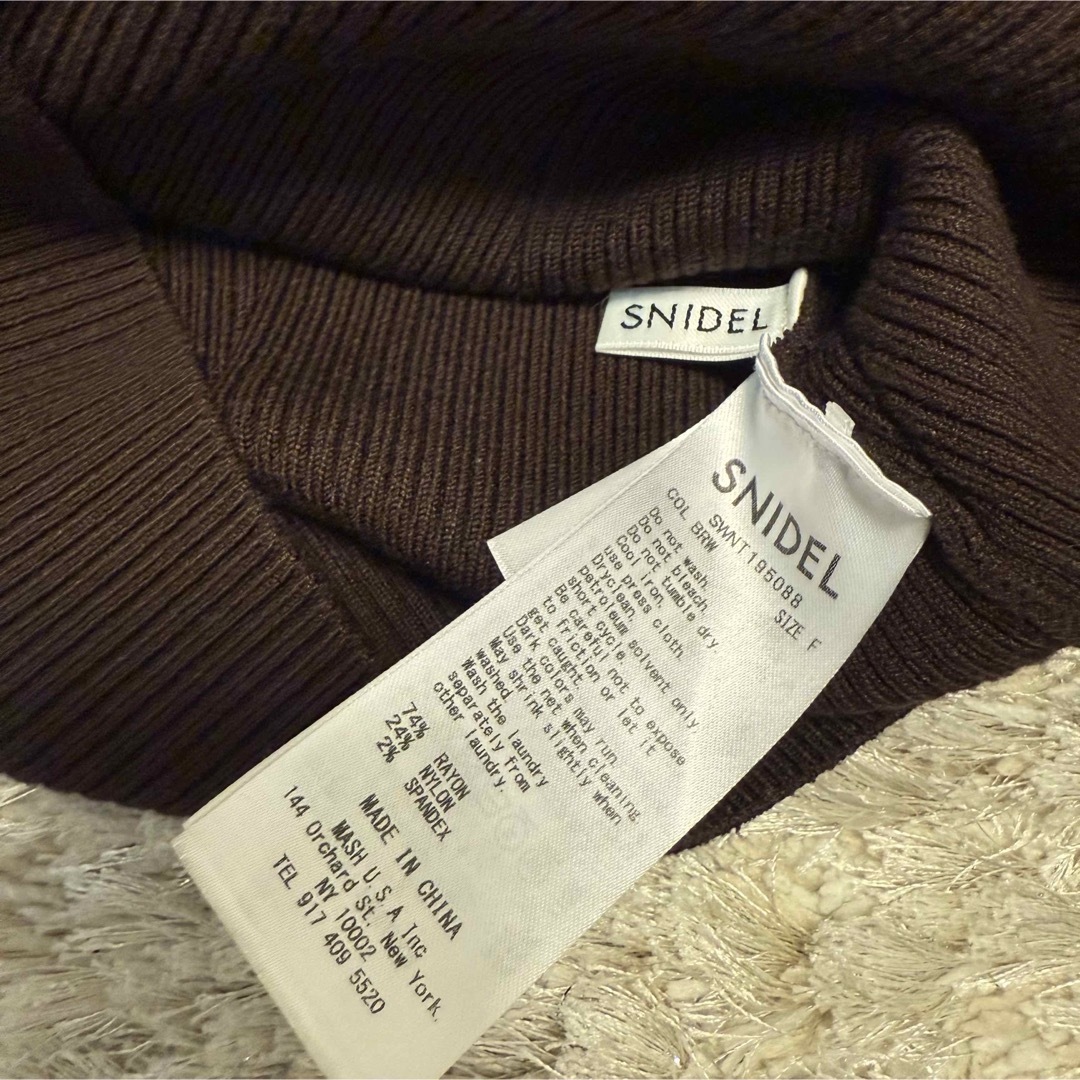 SNIDEL
SNIDEL
SWNT195088
COL BRW SIZE F
Do not wash.
Do not bleach.
Do not tumble dry.
Cool iron.
use press cloth.
Dryclean.
petroleum solvent only
short cycle
Be careful not to expose
to friction or let it
get caught.
Dark colors may run.
Use the net when cleaning
May shrink slightly when
washed.
Wash the laundry
separately from
other laundry.
74% RAYON
24% NYLON
2% SPANDEX
MADE IN CHINA
MASH U.S.A Inc
144 Orchard St. New York.
NY 10002
TEL 917 409 5520